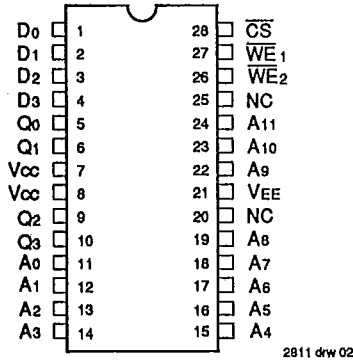 D0 1 28 CS
D1 2 27 WE1
D2 3 26 WE2
D3 4 25 NC
Q0 5 24 A11
Q1 6 23 A10
VCC 7 22 A9
VCC 8 21 VEE
Q2 9 20 NC
Q3 10 19 A8
A0 11 18 A7
A1 12 17 A6
A2 13 16 A5
A3 14 15 A4
2811 drw 02